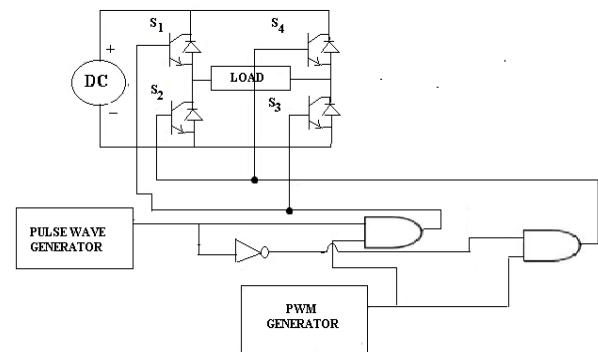 S1
S4
+
DC
LOAD
S2
S3
−
PULSE WAVE
GENERATOR
PWM
GENERATOR